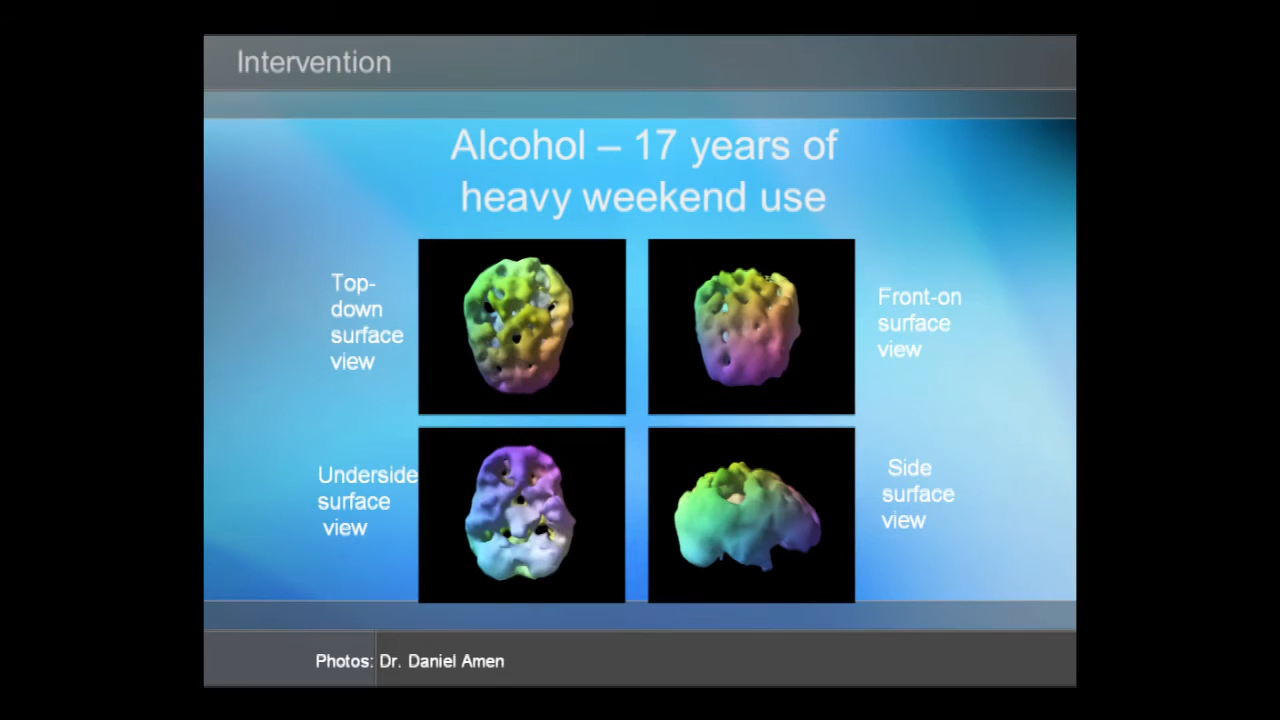 Intervention
Alcohol – 17 years of
heavy weekend use
Top-
down
surface
view
Front-on
surface
view
Underside
surface
view
Side
surface
view
Photos: Dr. Daniel Amen